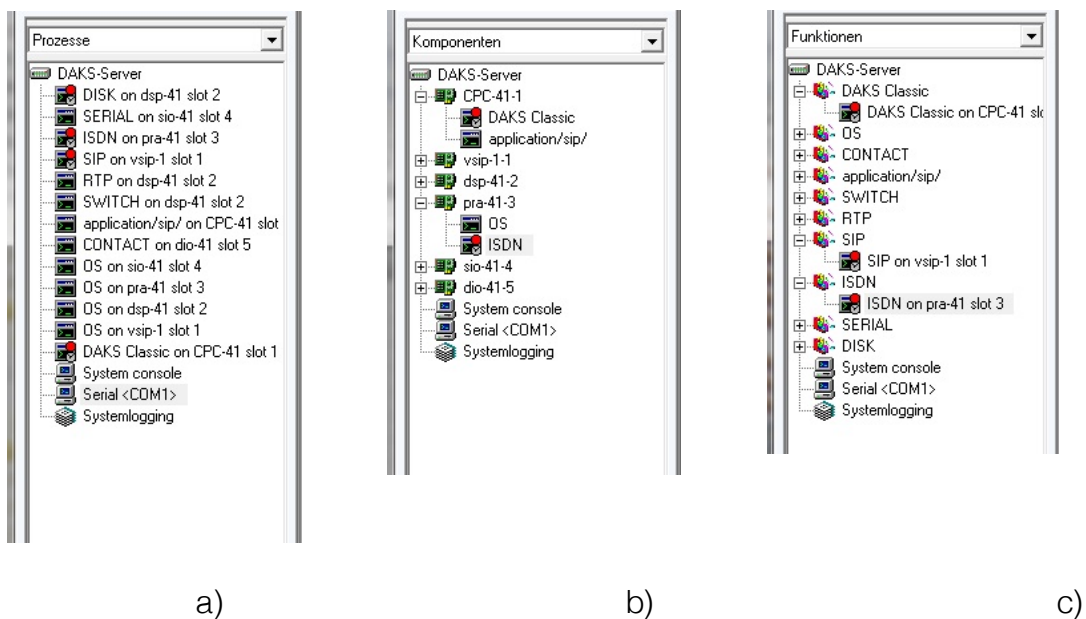 Prozesse
DAKS-Server
DISK on dsp-41 slot 2
SERIAL on sio-41 slot 4
ISDN on pra-41 slot 3
SIP on vsip-1 slot 1
RTP on dsp-41 slot 2
SWITCH on dsp-41 slot 2
application/sip/ on CPC-41 slot
CONTACT on dio-41 slot 5
OS on sio-41 slot 4
OS on pra-41 slot 3
OS on dsp-41 slot 2
OS on vsip-1 slot 1
DAKS Classic on CPC-41 slot 1
System console
Serial <COM1>
Systemlogging
a)
Komponenten
DAKS-Server
CPC-41-1
DAKS Classic
application/sip/
vsip-1-1
dsp-41-2
pra-41-3
OS
ISDN
sio-41-4
dio-41-5
System console
Serial <COM1>
Systemlogging
b)
Funktionen
DAKS-Server
DAKS Classic
DAKS Classic on CPC-41 slo
OS
CONTACT
application/sip/
SWITCH
RTP
SIP
SIP on vsip-1 slot 1
ISDN
ISDN on pra-41 slot 3
SERIAL
DISK
System console
Serial <COM1>
Systemlogging
c)